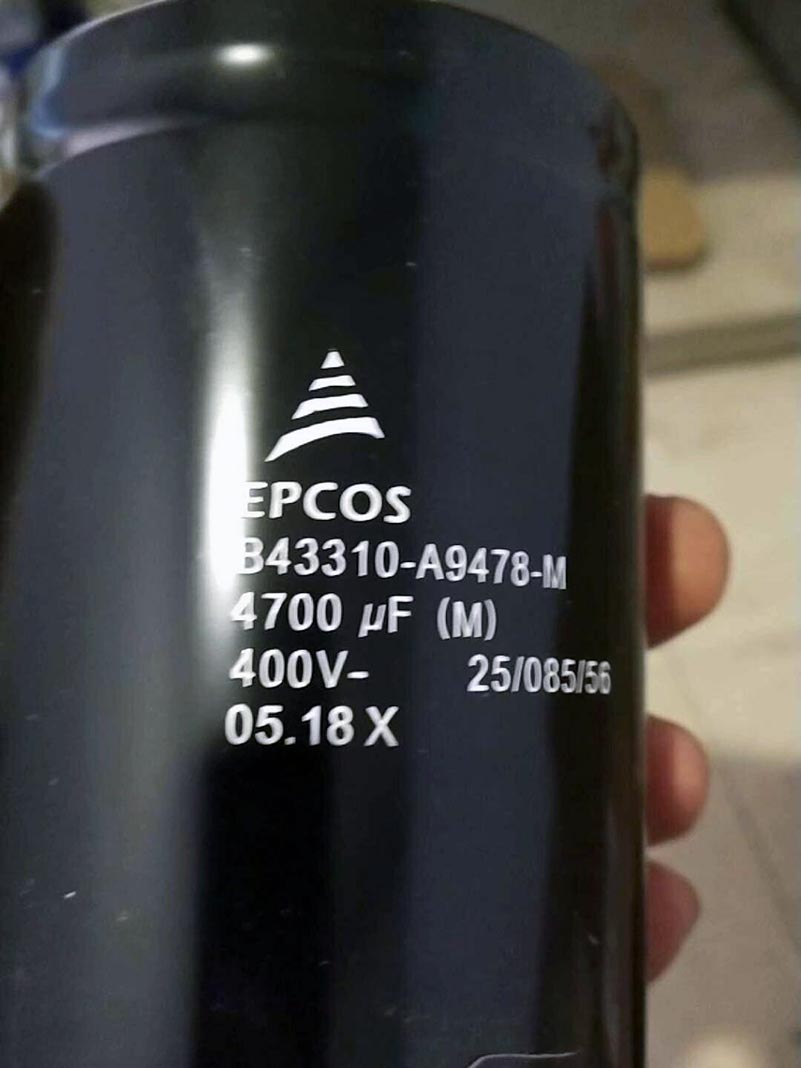 EPCOS
B43310-A9478-M
4700 µF (M)
400V- 25/085/56
05.18 X